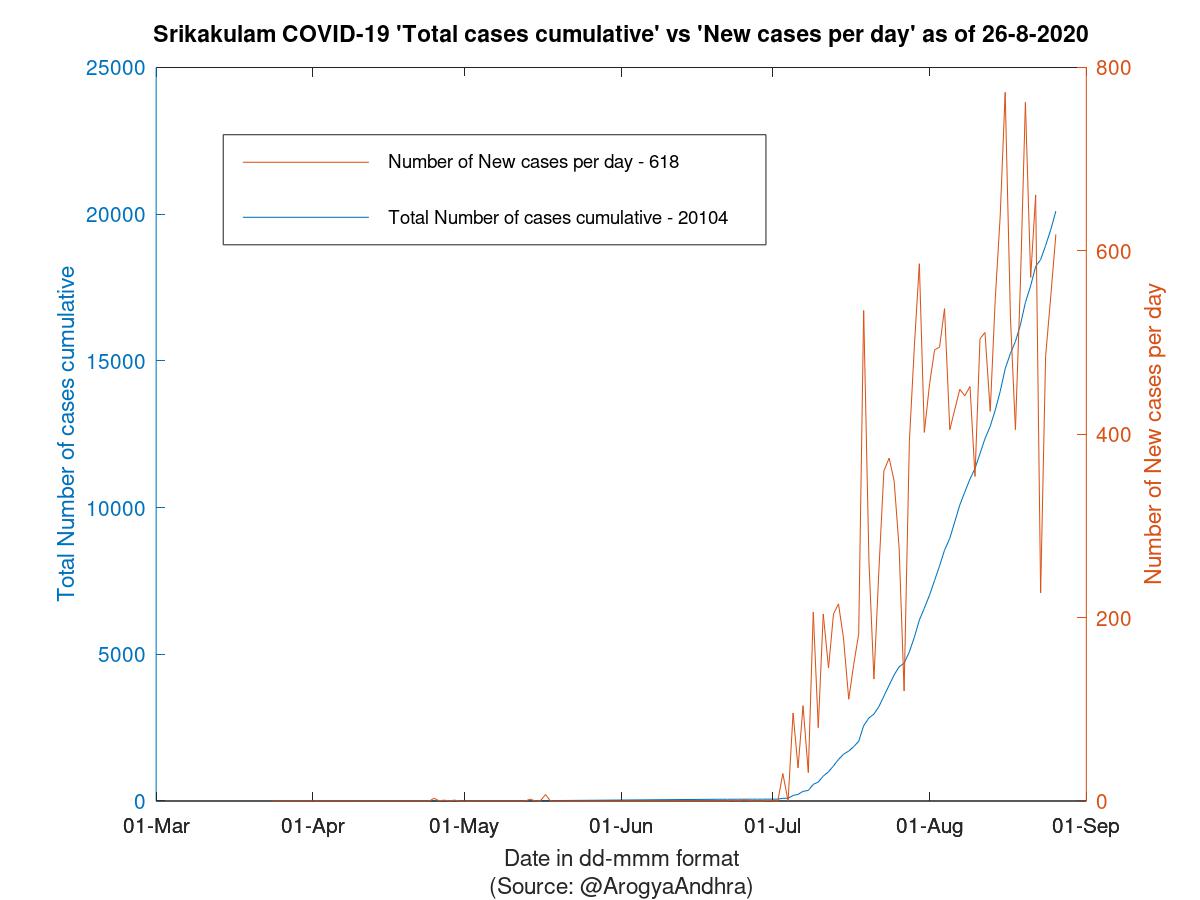 Srikakulam COVID-19 'Total cases cumulative' vs 'New cases per day' as of 26-8-2020
25000
20000
15000
10000
5000
0
Total Number of cases cumulative
800
600
400
200
0
Number of New cases per day
Number of New cases per day - 618
Total Number of cases cumulative - 20104
01-Mar 01-Apr 01-May 01-Jun 01-Jul 01-Aug 01-Sep
Date in dd-mmm format
(Source: @ArogyaAndhra)